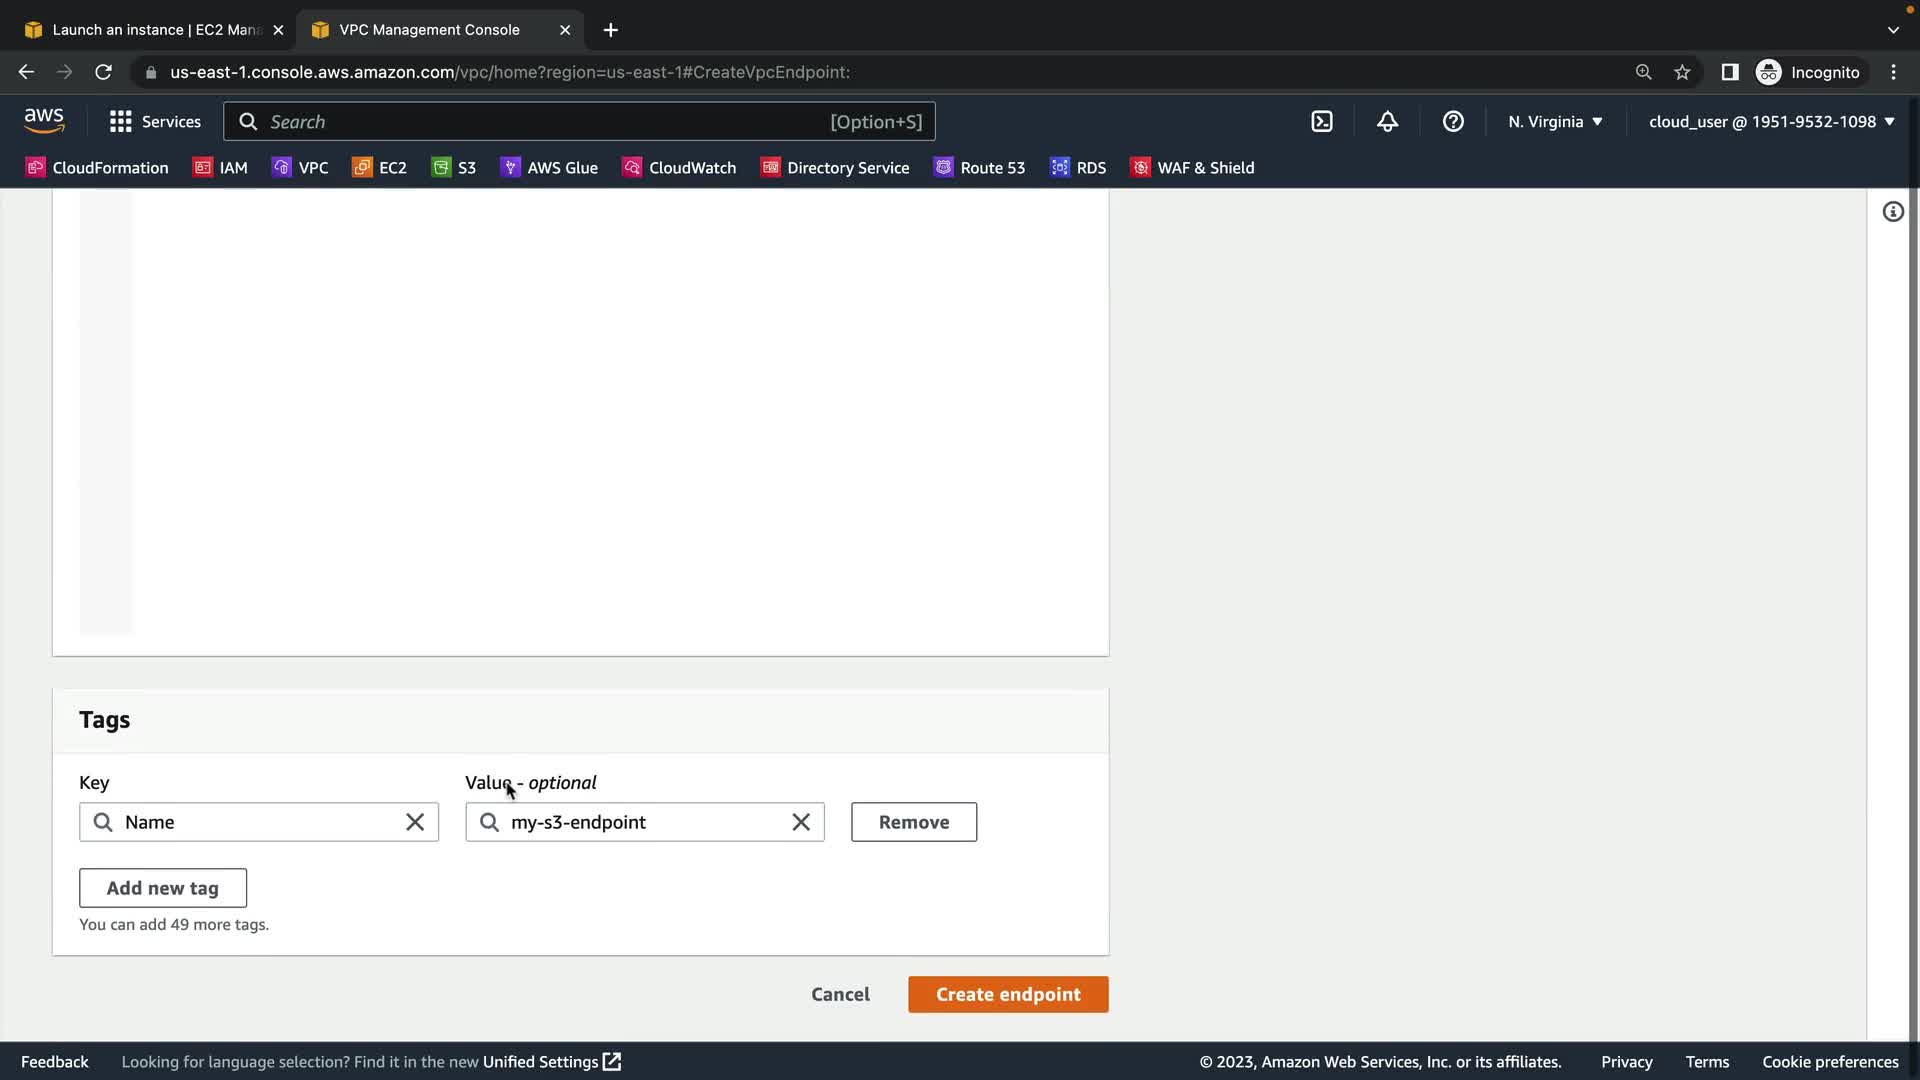 Launch an instance | EC2 Mana
VPC Management Console
us-east-1.console.aws.amazon.com/vpc/home?region=us-east-1#CreateVpcEndpoint:
Incognito
aws
Services
Search
[Option+S]
N. Virginia
cloud_user @ 1951-9532-1098
CloudFormation
IAM
VPC
EC2
S3
AWS Glue
CloudWatch
Directory Service
Route 53
RDS
WAF & Shield
Tags
Key
Value - optional
Name
my-s3-endpoint
Remove
Add new tag
You can add 49 more tags.
Cancel
Create endpoint
Feedback
Looking for language selection? Find it in the new Unified Settings
© 2023, Amazon Web Services, Inc. or its affiliates.
Privacy
Terms
Cookie preferences